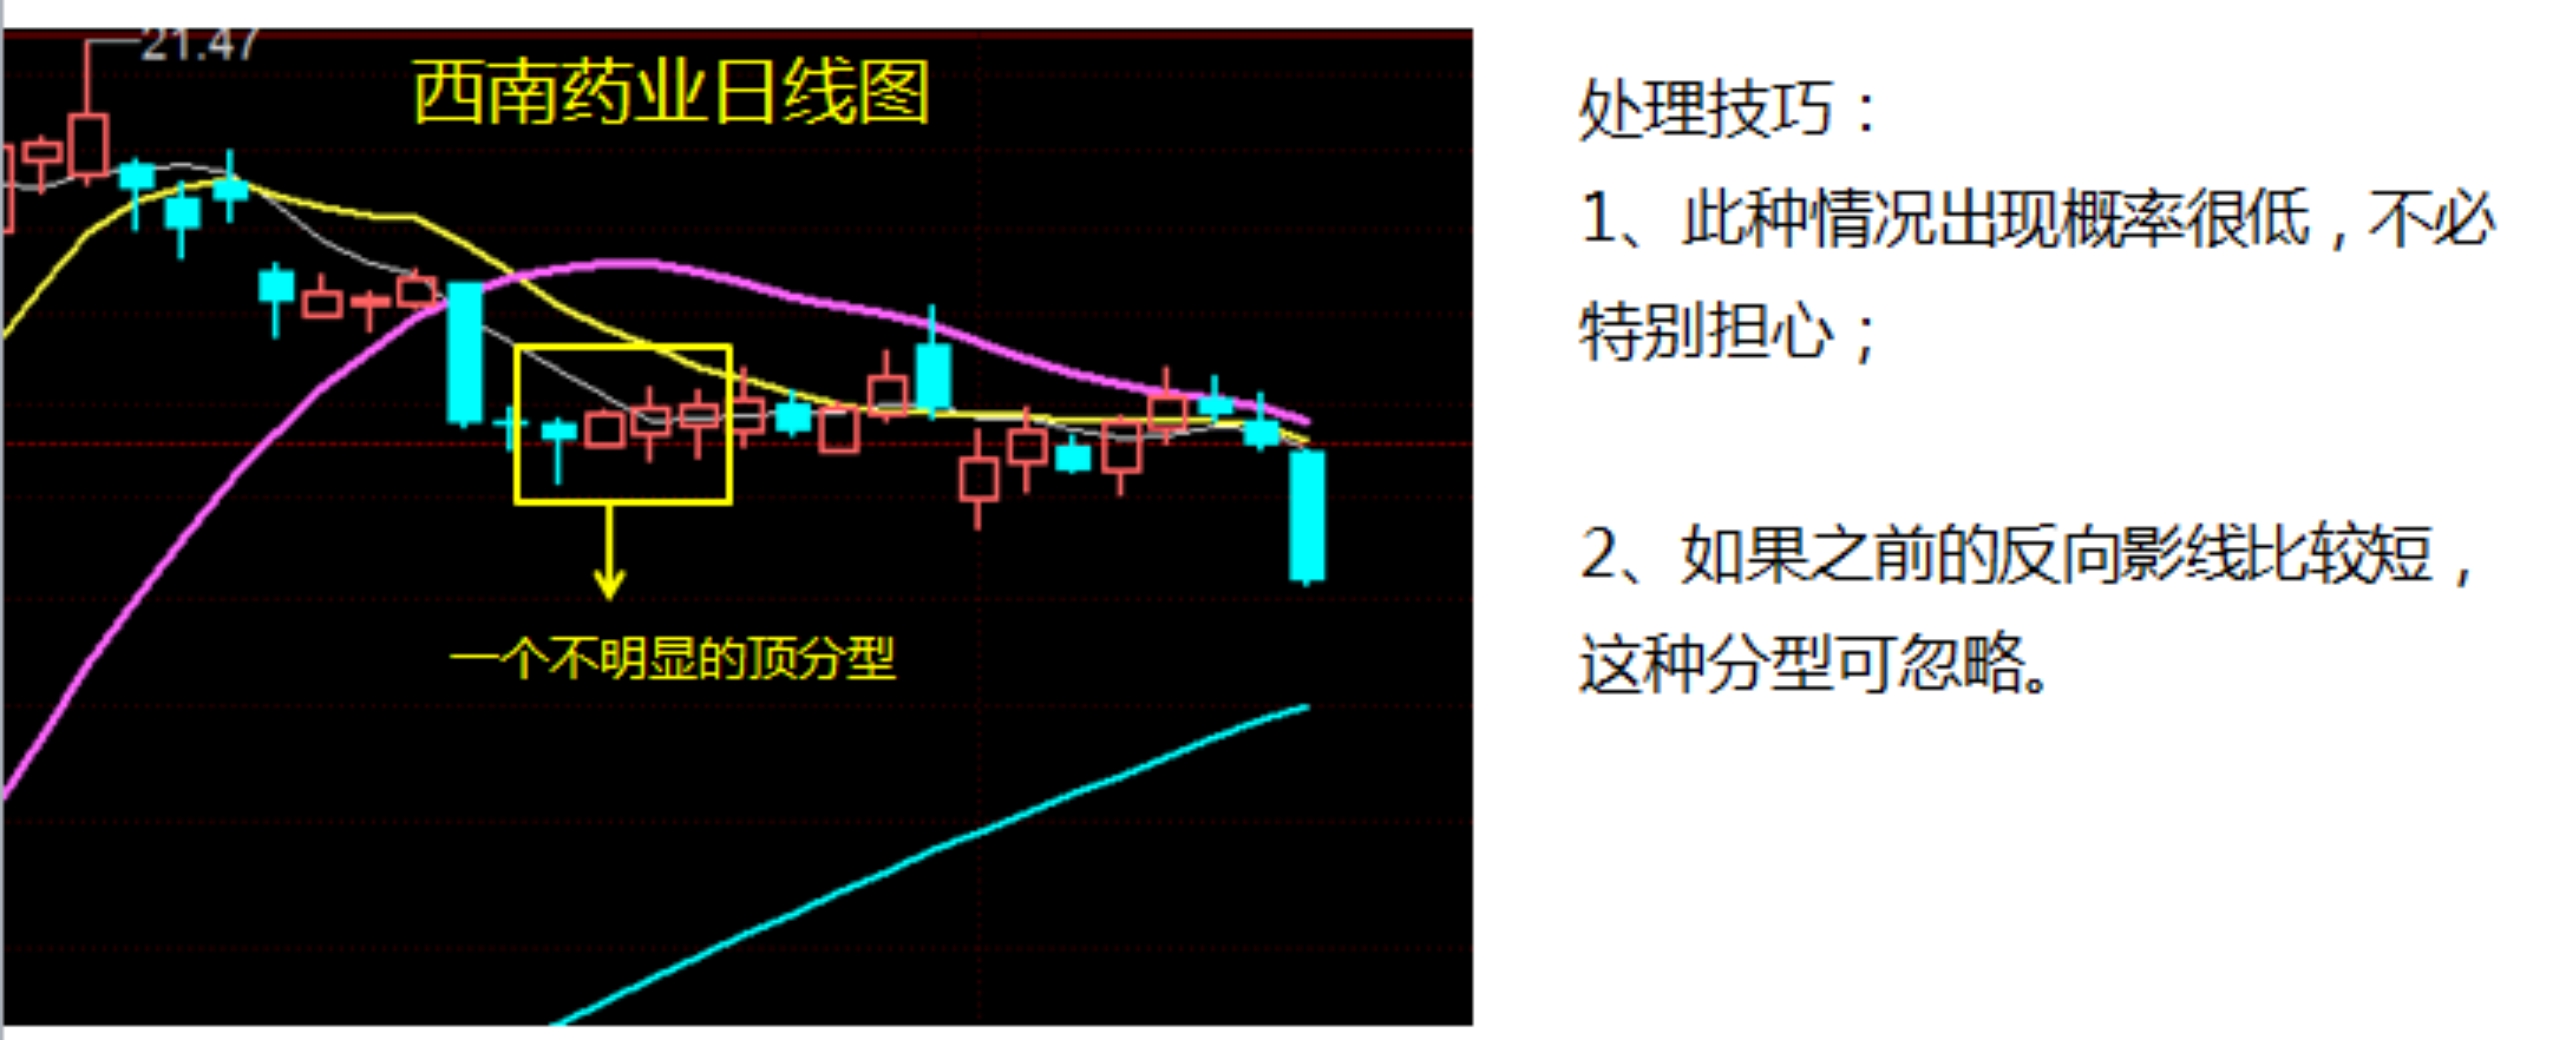 21.47
西南药业日线图
一个不明显的顶分型
处理技巧：
1、此种情况出现概率很低，不必
特别担心；
2、如果之前的反向影线比较短，
这种分型可忽略。